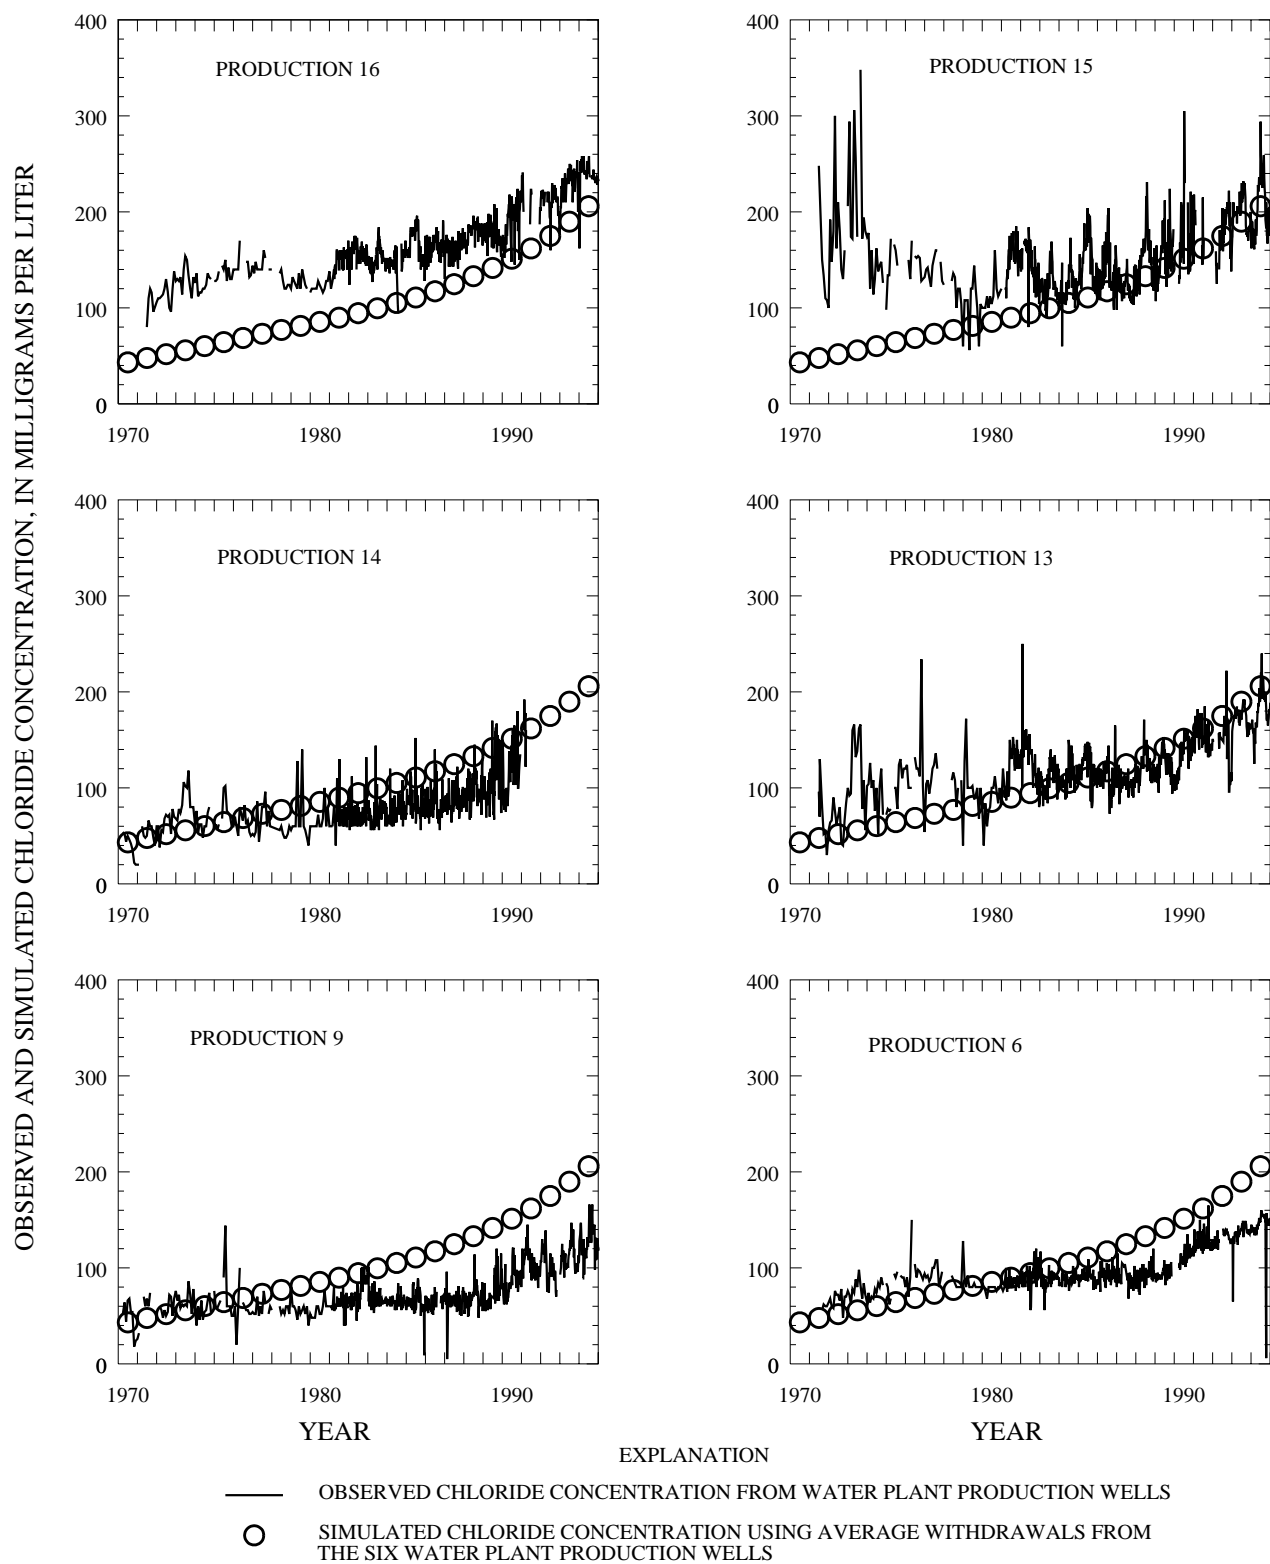 OBSERVED AND SIMULATED CHLORIDE CONCENTRATION, IN MILLIGRAMS PER LITER
PRODUCTION 16
400
300
200
100
0
1970 1980 1990
PRODUCTION 15
400
300
200
100
0
1970 1980 1990
PRODUCTION 14
400
300
200
100
0
1970 1980 1990
PRODUCTION 13
400
300
200
100
0
1970 1980 1990
PRODUCTION 9
400
300
200
100
0
1970 1980 1990
YEAR
PRODUCTION 6
400
300
200
100
0
1970 1980 1990
YEAR
EXPLANATION
OBSERVED CHLORIDE CONCENTRATION FROM WATER PLANT PRODUCTION WELLS
SIMULATED CHLORIDE CONCENTRATION USING AVERAGE WITHDRAWALS FROM
THE SIX WATER PLANT PRODUCTION WELLS